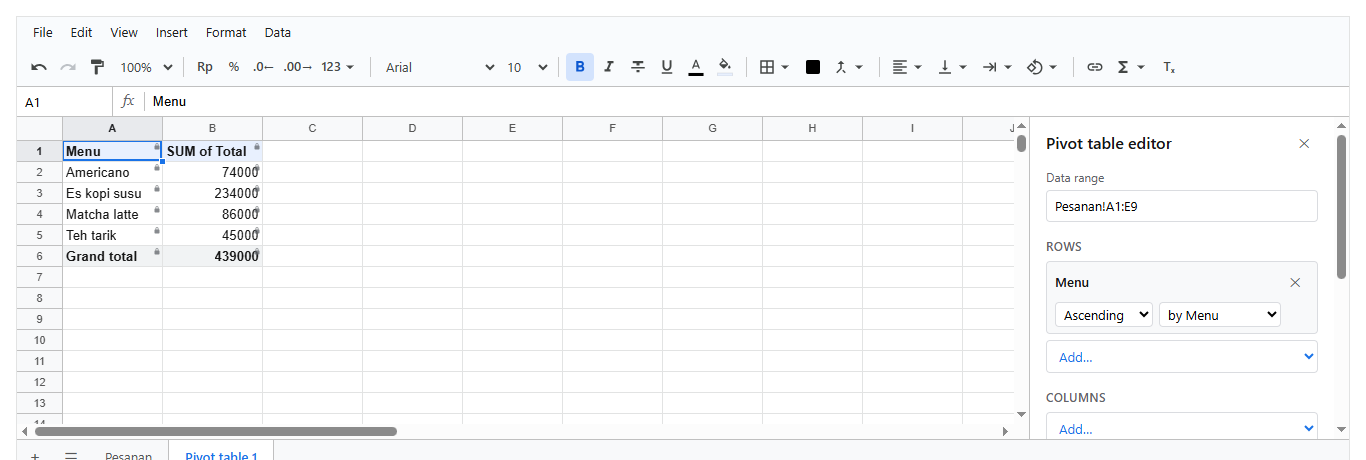 File Edit View Insert Format Data
100% Rp % .0← .00→ 123 Arial 10 B I U A Σ Tx
A1 fx Menu
A B C D E F G H I J
1 Menu SUM of Total
2 Americano 74000
3 Es kopi susu 234000
4 Matcha latte 86000
5 Teh tarik 45000
6 Grand total 439000
7
8
9
10
11
12
13
14
Pivot table editor
Data range
Pesanan!A1:E9
ROWS
Menu
Ascending by Menu
Add...
COLUMNS
Add...
+ Pesanan Pivot table 1